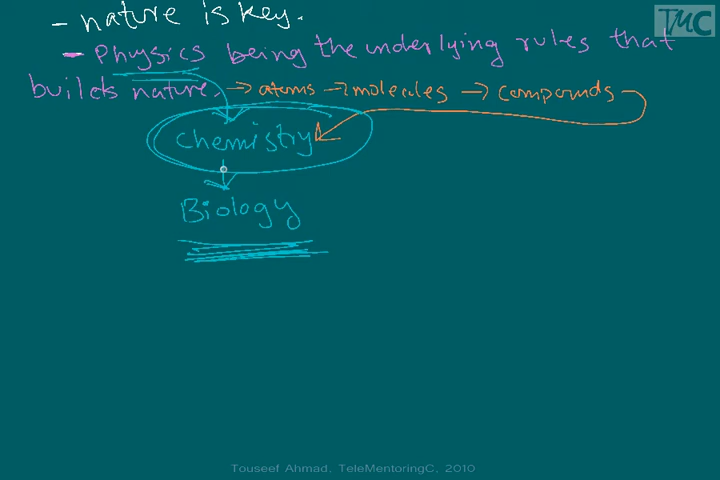 - nature is key.
TMC
- Physics being the underlying rules that
builds nature. → atoms → molecules → compounds
Chemistry
Biology
Touseef Ahmad. TeleMentoringC, 2010